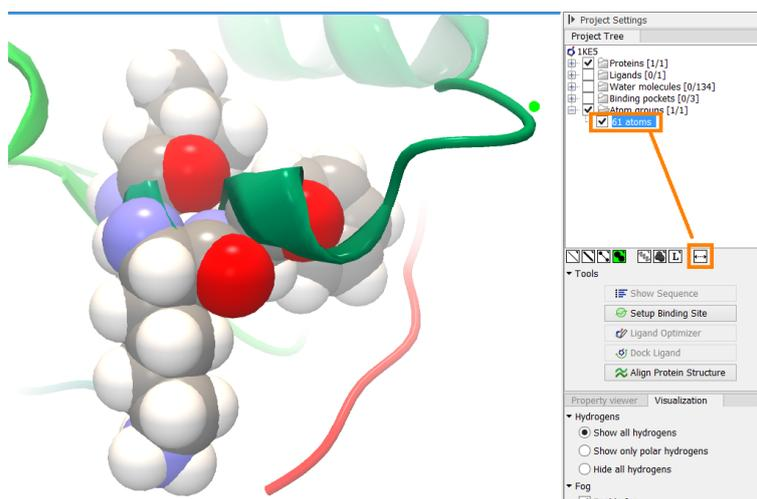 Project Settings
Project Tree
1KE5
Proteins [1/1]
Ligands [0/1]
Water molecules [0/134]
Binding pockets [0/3]
Atom groups [1/1]
61 atoms
L
Tools
Show Sequence
Setup Binding Site
Ligand Optimizer
Dock Ligand
Align Protein Structure
Property viewer
Visualization
Hydrogens
Show all hydrogens
Show only polar hydrogens
Hide all hydrogens
Fog